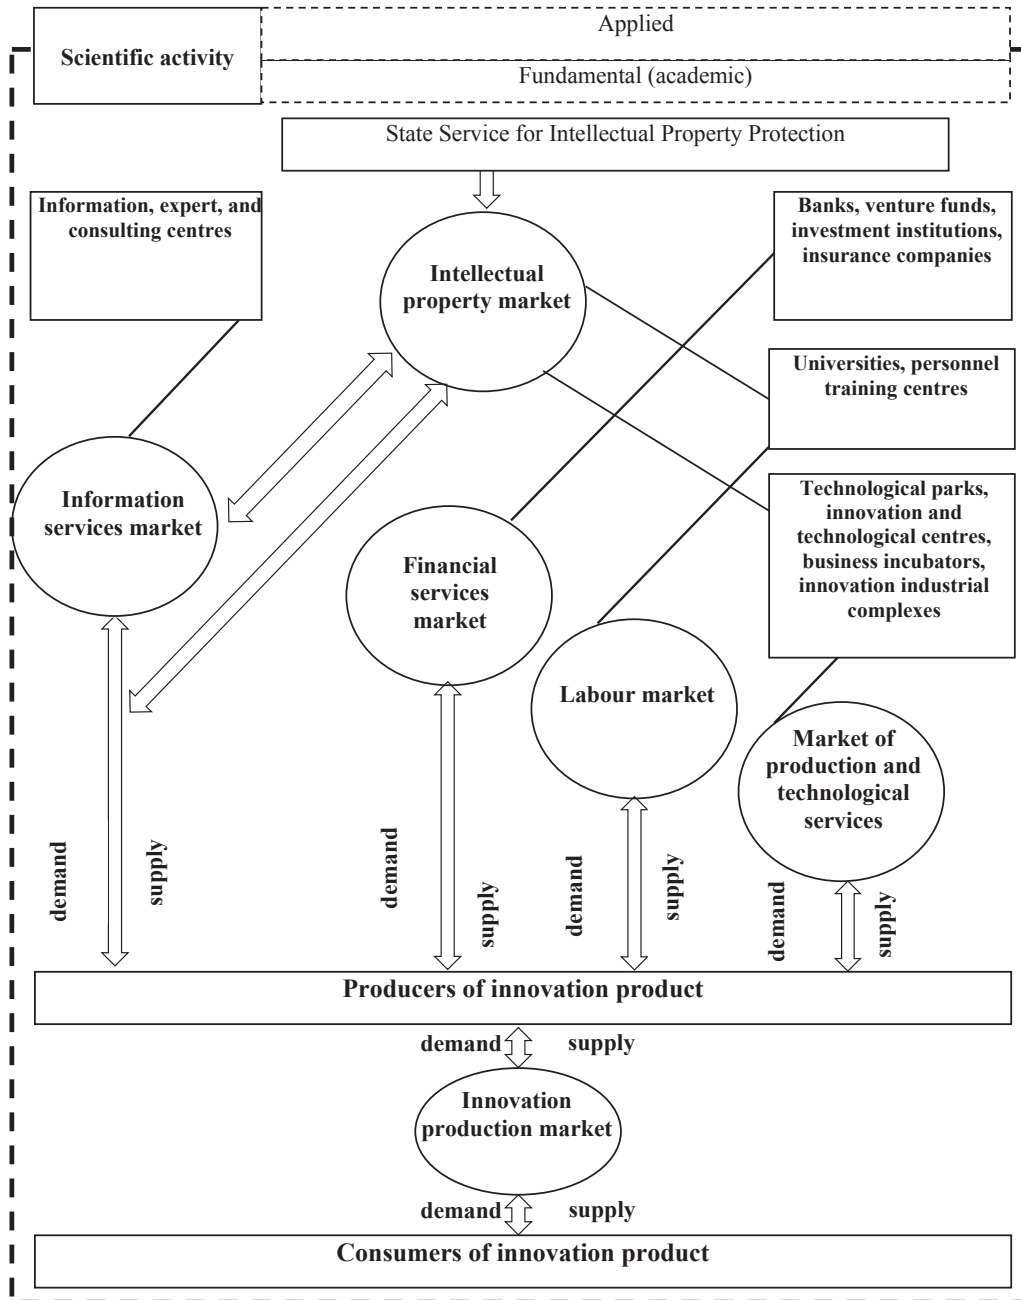 Scientific activity
Applied
Fundamental (academic)
State Service for Intellectual Property Protection
Information, expert, and
consulting centres
Intellectual
property market
Banks, venture funds,
investment institutions,
insurance companies
Universities, personnel
training centres
Information
services market
Technological parks,
innovation and
technological centres,
business incubators,
innovation industrial
complexes
Financial
services
market
Labour market
Market of
production and
technological
services
demand
supply
demand
supply
demand
supply
demand
supply
Producers of innovation product
demand
supply
Innovation
production market
demand
supply
Consumers of innovation product